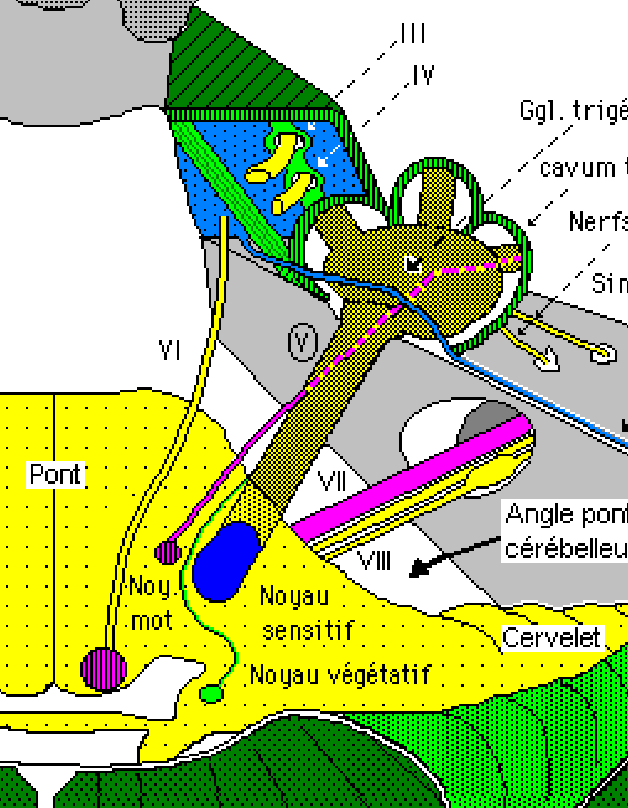 III
IV
Ggl. trigé
cavum t
Nerfs
Sin
VI
V
Pont
VII
Angle pont
cérébelleu
VIII
Noy.
mot
Noyau
sensitif
Cervelet
Noyau végétatif